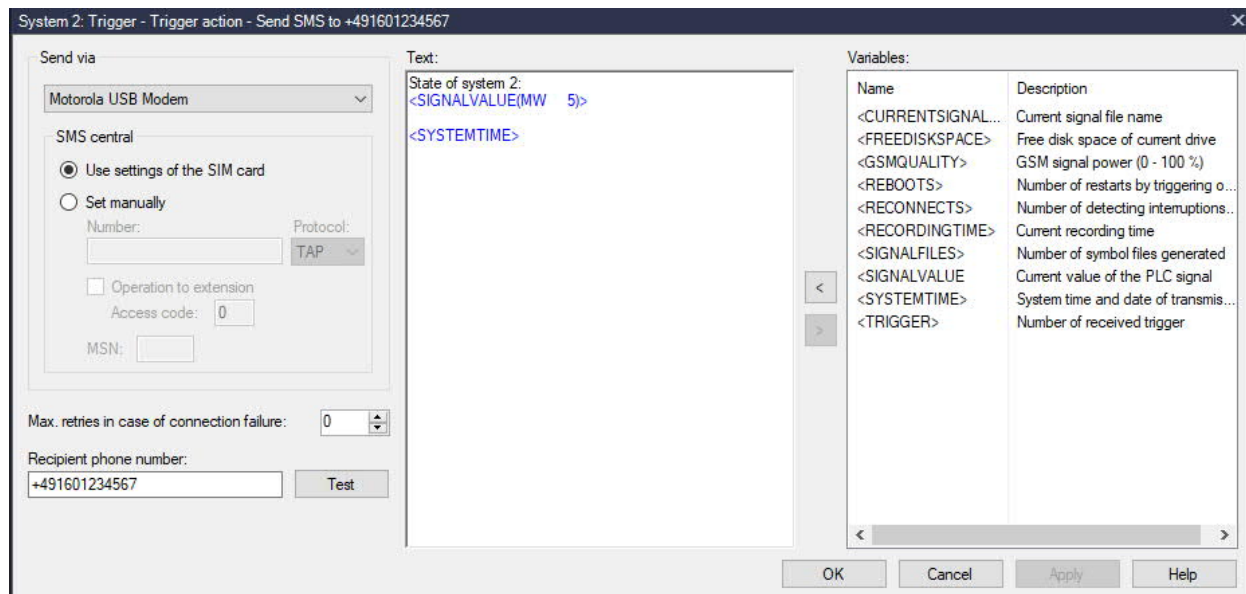 System 2: Trigger - Trigger action - Send SMS to +491601234567
Send via
Motorola USB Modem
SMS central
Use settings of the SIM card
Set manually
Number:
Protocol:
TAP
Operation to extension
Access code: 0
MSN:
Max. retries in case of connection failure: 0
Recipient phone number:
+491601234567
Test
Text:
State of system 2:
<SIGNALVALUE(MW 5)>
<SYSTEMTIME>
<
>
Variables:
Name Description
<CURRENTSIGNAL... Current signal file name
<FREEDISKSPACE> Free disk space of current drive
<GSMQUALITY> GSM signal power (0 - 100 %)
<REBOOTS> Number of restarts by triggering o...
<RECONNECTS> Number of detecting interruptions...
<RECORDINGTIME> Current recording time
<SIGNALFILES> Number of symbol files generated
<SIGNALVALUE Current value of the PLC signal
<SYSTEMTIME> System time and date of transmis...
<TRIGGER> Number of received trigger
OK
Cancel
Apply
Help